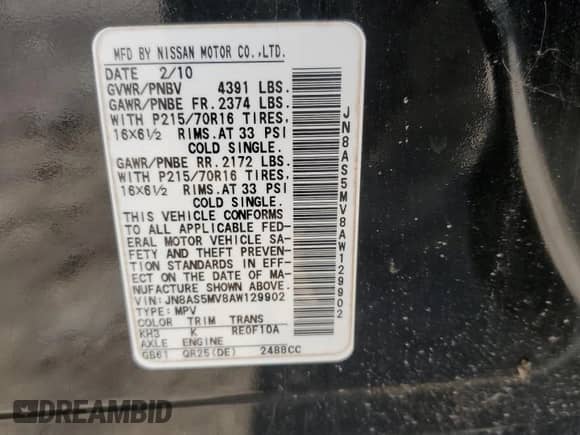 MFD BY NISSAN MOTOR CO.,LTD.
DATE 2/10
GVWR/PNBV 4391 LBS.
GAWR/PNBE FR. 2374 LBS.
WITH P215/70R16 TIRES.
16X6½ RIMS.AT 33 PSI
COLD SINGLE.
GAWR/PNBE RR. 2172 LBS.
WITH P215/70R16 TIRES.
16X6½ RIMS.AT 33 PSI
COLD SINGLE.
THIS VEHICLE CONFORMS
TO ALL APPLICABLE FED-
ERAL MOTOR VEHICLE SA-
FETY AND THEFT PREVENTION
STANDARDS IN EFF-
ECT ON THE DATE OF MA-
NUFACTURE SHOWN ABOVE.
VIN: JN8AS5MV8AW129902
TYPE: MPV
COLOR TRIM TRANS
KH3 K RE0F10A
AXLE ENGINE
GB61 QR25(DE) 2488CC
JN8AS5MV8AW129902
DREAMBID